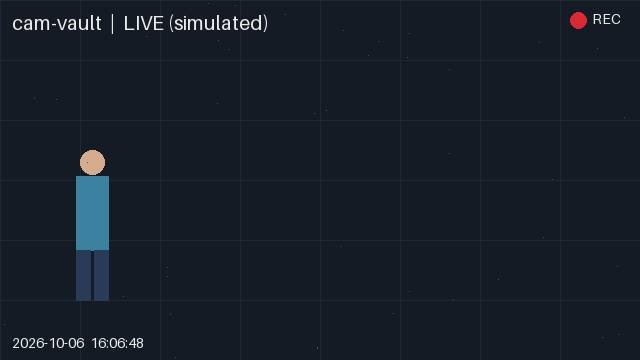 cam-vault | LIVE (simulated)
REC
2026-10-06 16:06:48